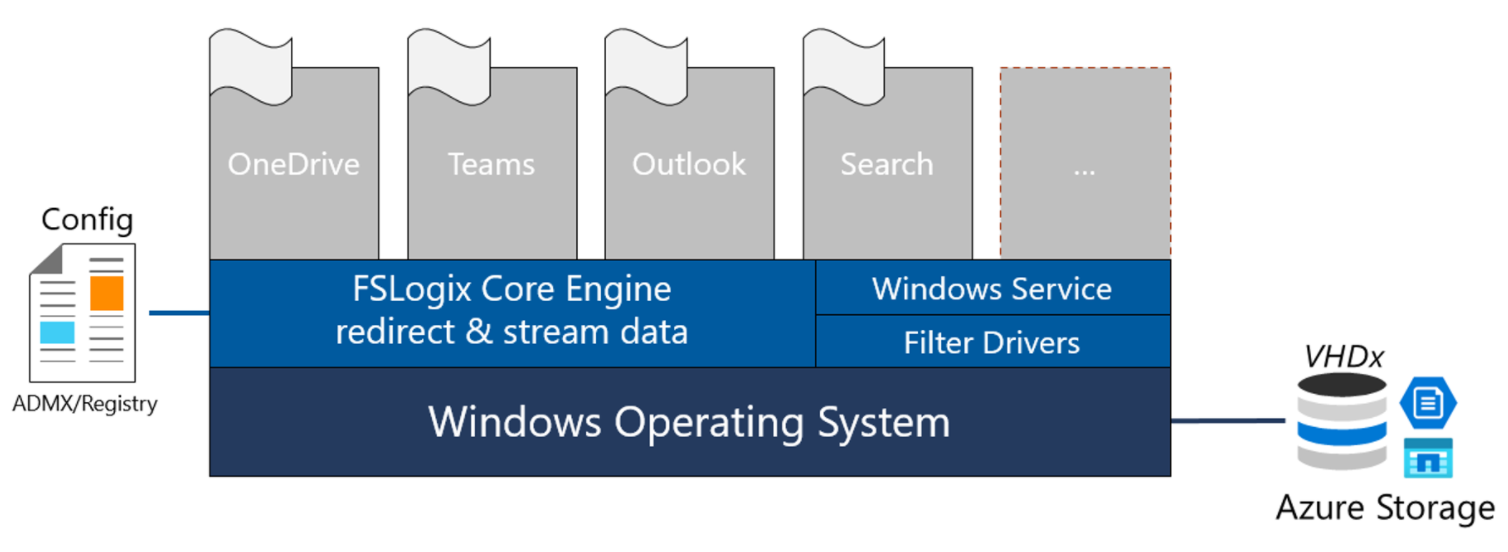 OneDrive
Teams
Outlook
Search
...
Config
ADMX/Registry
FSLogix Core Engine
redirect & stream data
Windows Service
Filter Drivers
Windows Operating System
VHDx
Azure Storage